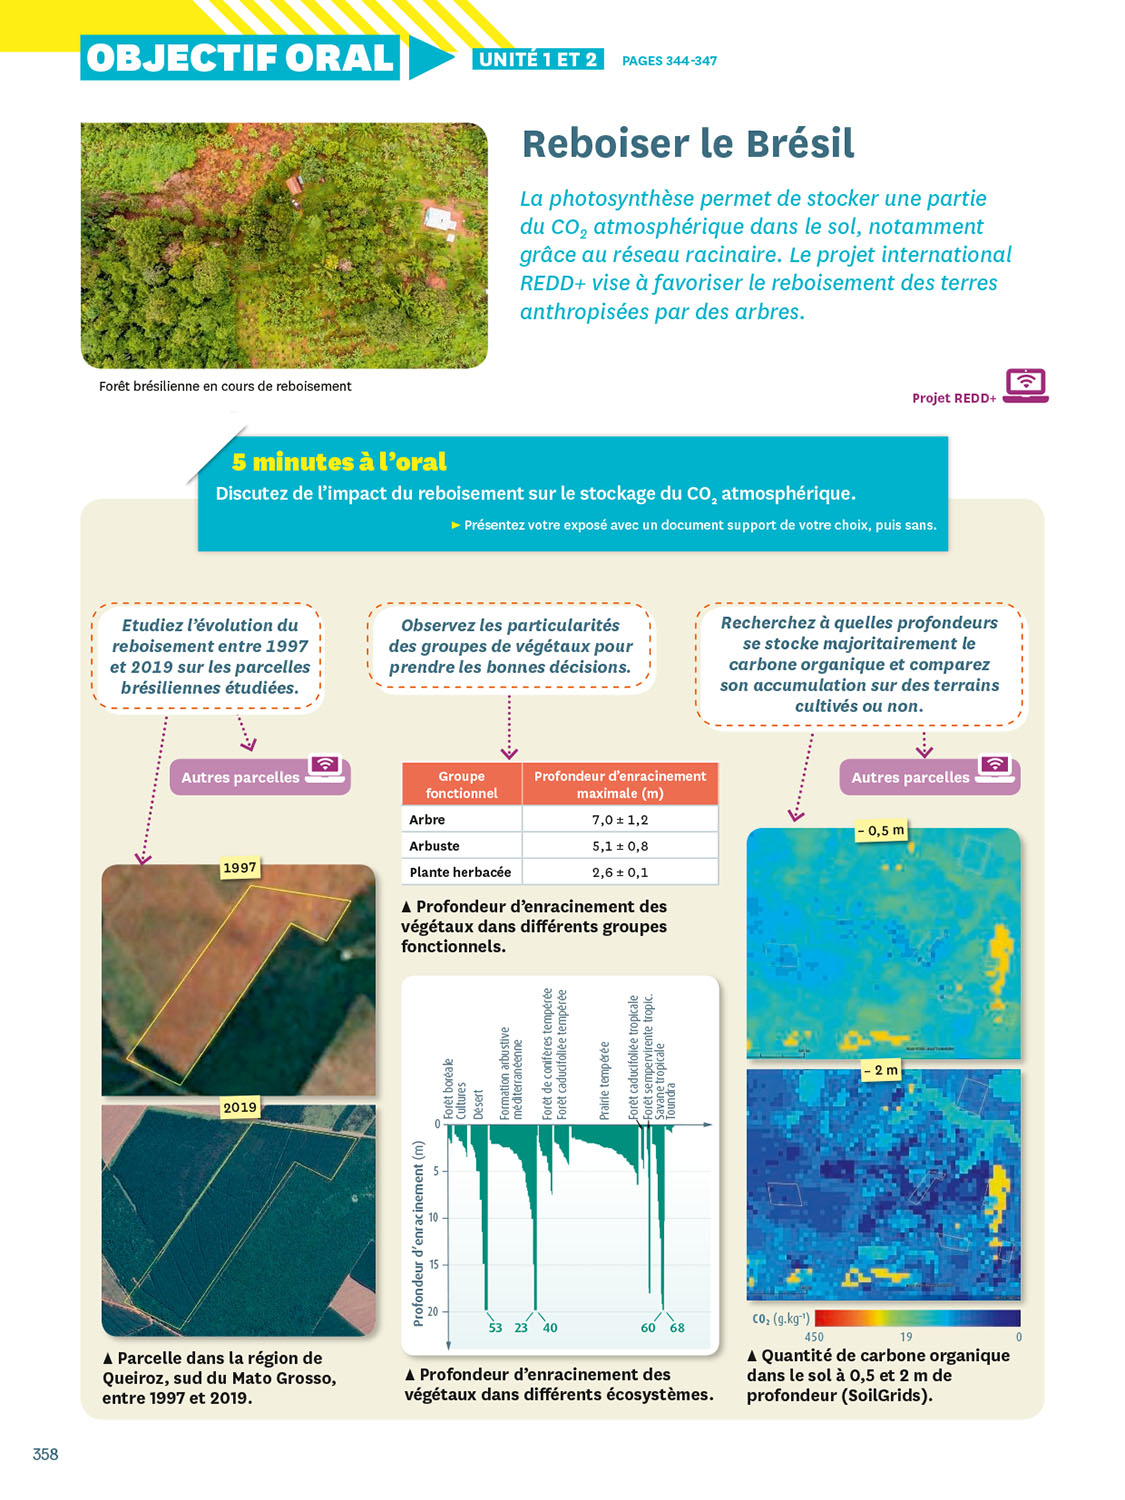 OBJECTIF ORAL
UNITÉ 1 ET 2
PAGES 344-347
Reboiser le Brésil
La photosynthèse permet de stocker une partie
du CO₂ atmosphérique dans le sol, notamment
grâce au réseau racinaire. Le projet international
REDD+ vise à favoriser le reboisement des terres
anthropisées par des arbres.
Forêt brésilienne en cours de reboisement
Projet REDD+
5 minutes à l'oral
Discutez de l'impact du reboisement sur le stockage du CO₂ atmosphérique.
► Présentez votre exposé avec un document support de votre choix, puis sans.
Etudiez l'évolution du
reboisement entre 1997
et 2019 sur les parcelles
brésiliennes étudiées.
Autres parcelles
1997
2019
▲ Parcelle dans la région de
Queiroz, sud du Mato Grosso,
entre 1997 et 2019.
Observez les particularités
des groupes de végétaux pour
prendre les bonnes décisions.
Groupe
fonctionnel
Profondeur d'enracinement
maximale (m)
Arbre 7,0 ± 1,2
Arbuste 5,1 ± 0,8
Plante herbacée 2,6 ± 0,1
▲ Profondeur d'enracinement des
végétaux dans différents groupes
fonctionnels.
Forêt boréale
Cultures
Désert
Formation arbustive
méditerranéenne
Forêt de conifères tempérée
Forêt caducifoliée tempérée
Prairie tempérée
Forêt caducifoliée tropicale
Forêt sempervirente tropic.
Savane tropicale
Toundra
Profondeur d'enracinement (m)
0
5
10
15
20
53 23 40 60 68
▲ Profondeur d'enracinement des
végétaux dans différents écosystèmes.
Recherchez à quelles profondeurs
se stocke majoritairement le
carbone organique et comparez
son accumulation sur des terrains
cultivés ou non.
Autres parcelles
– 0,5 m
– 2 m
CO₂ (g.kg⁻¹)
450 19 0
▲ Quantité de carbone organique
dans le sol à 0,5 et 2 m de
profondeur (SoilGrids).
358